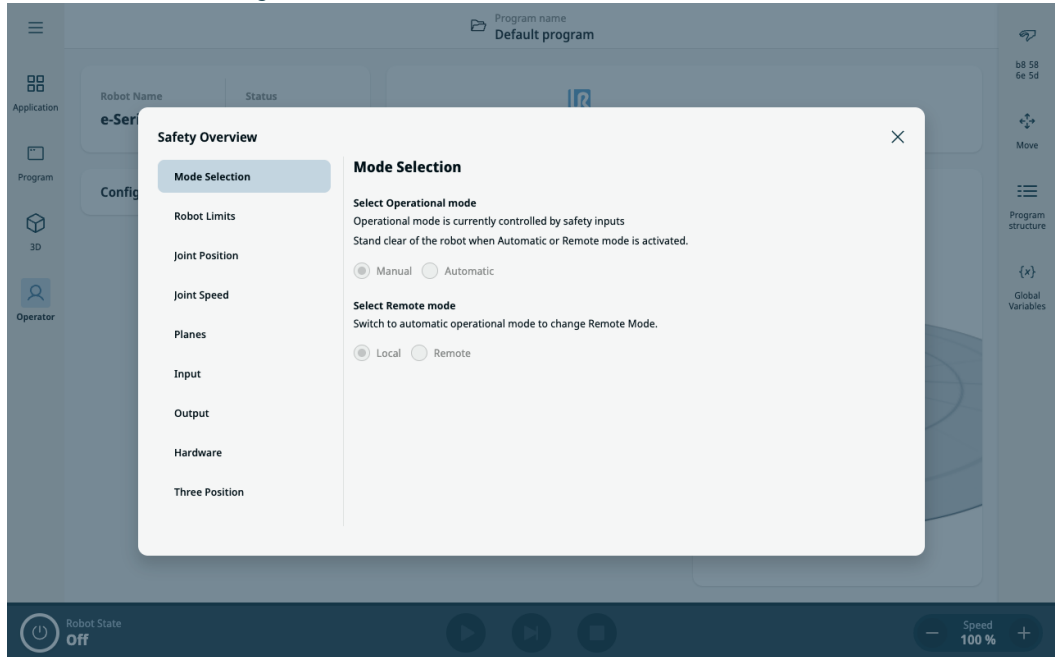 Program name
Default program
b8 58
6e 5d
Application
Robot Name
Status
e-Seri
Move
Program
Config
Program
structure
3D
{x}
Global
Variables
Operator
Safety Overview
Mode Selection
Robot Limits
Joint Position
Joint Speed
Planes
Input
Output
Hardware
Three Position
Mode Selection
Select Operational mode
Operational mode is currently controlled by safety inputs
Stand clear of the robot when Automatic or Remote mode is activated.
Manual Automatic
Select Remote mode
Switch to automatic operational mode to change Remote Mode.
Local Remote
Robot State
Off
Speed
100 %